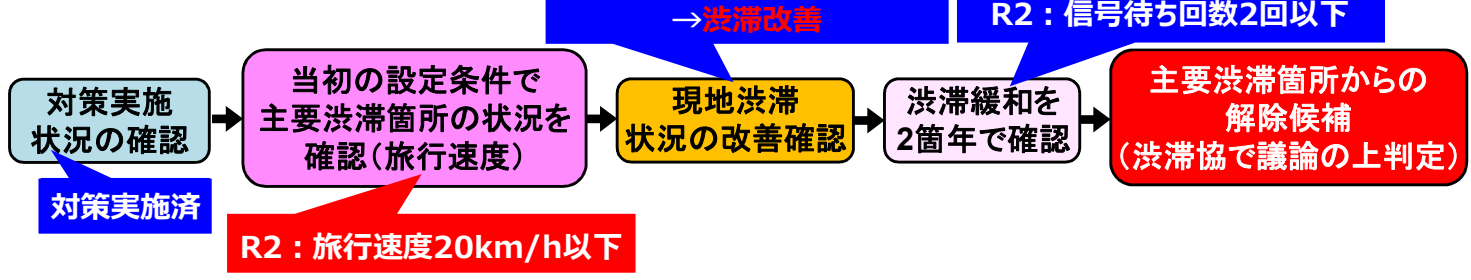 →渋滞改善
R2：信号待ち回数2回以下
対策実施
状況の確認
当初の設定条件で
主要渋滞箇所の状況を
確認（旅行速度）
現地渋滞
状況の改善確認
渋滞緩和を
2箇年で確認
主要渋滞箇所からの
解除候補
（渋滞協で議論の上判定）
対策実施済
R2：旅行速度20km/h以下